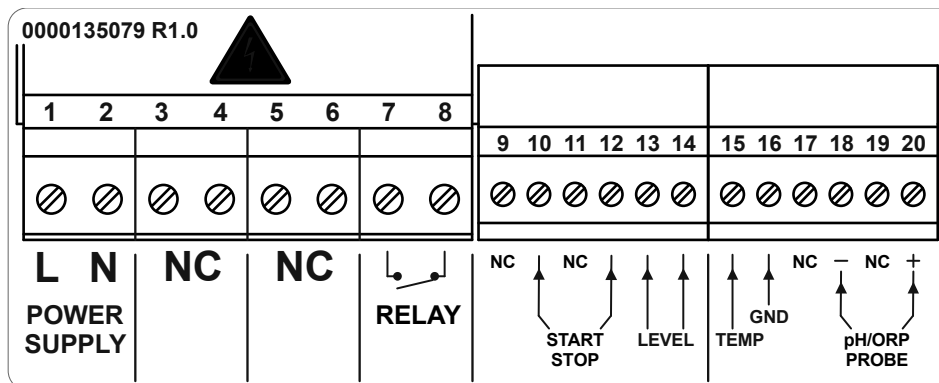 0000135079 R1.0
1 2 3 4 5 6 7 8
9 10 11 12 13 14 15 16 17 18 19 20
L N NC NC
NC NC NC − NC +
POWER
SUPPLY
RELAY
START
STOP
LEVEL
TEMP
GND
pH/ORP
PROBE